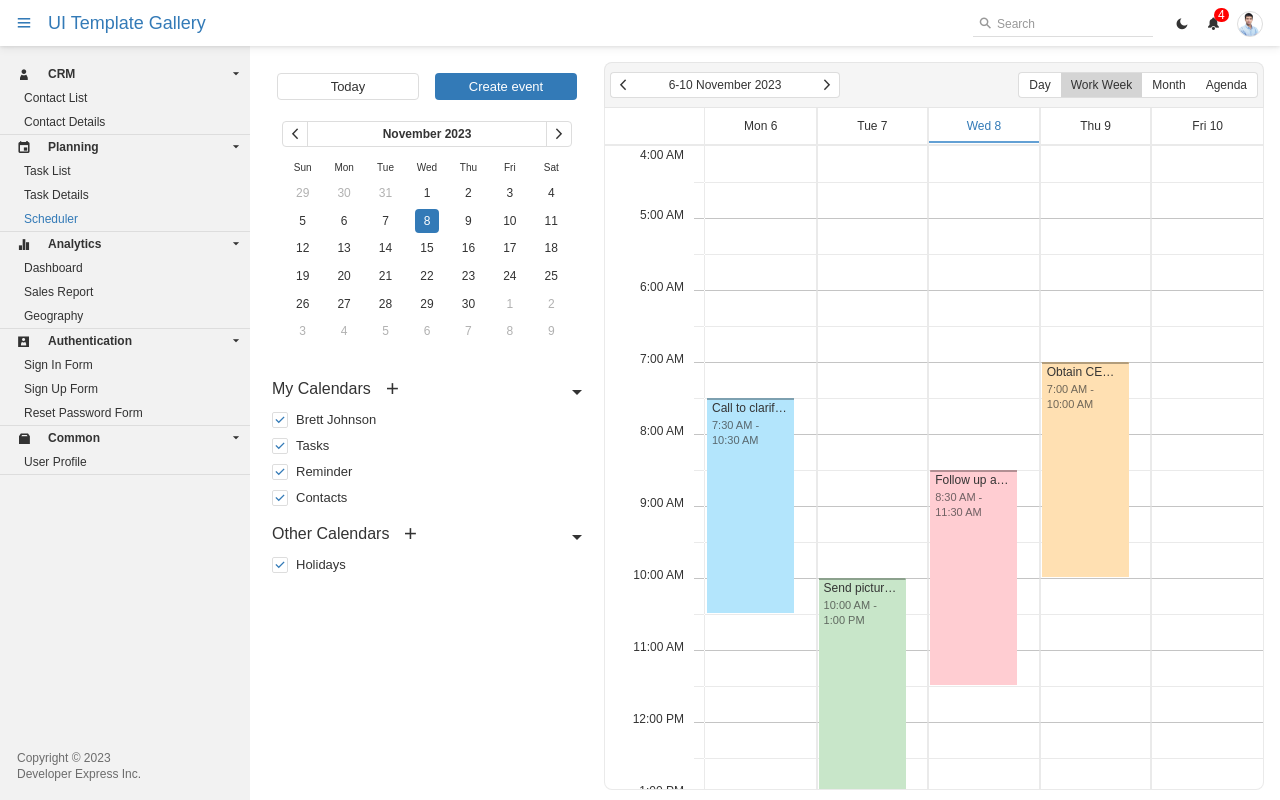 UI Template Gallery
Search
4
CRM
Contact List
Contact Details
Planning
Task List
Task Details
Scheduler
Analytics
Dashboard
Sales Report
Geography
Authentication
Sign In Form
Sign Up Form
Reset Password Form
Common
User Profile
Copyright © 2023
Developer Express Inc.
Today
Create event
November 2023
Sun Mon Tue Wed Thu Fri Sat
29 30 31 1 2 3 4
5 6 7 8 9 10 11
12 13 14 15 16 17 18
19 20 21 22 23 24 25
26 27 28 29 30 1 2
3 4 5 6 7 8 9
My Calendars
Brett Johnson
Tasks
Reminder
Contacts
Other Calendars
Holidays
6-10 November 2023
Day Work Week Month Agenda
Mon 6 Tue 7 Wed 8 Thu 9 Fri 10
4:00 AM
5:00 AM
6:00 AM
7:00 AM
8:00 AM
9:00 AM
10:00 AM
11:00 AM
12:00 PM
1:00 PM
Call to clarif…
7:30 AM -
10:30 AM
Send pictur…
10:00 AM -
1:00 PM
Follow up a…
8:30 AM -
11:30 AM
Obtain CE…
7:00 AM -
10:00 AM